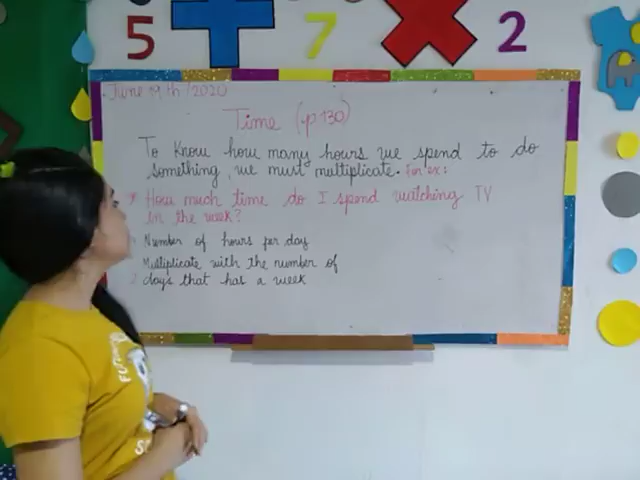 5
7
2
June 19th/2020
Time (p 130)
To know how many hours we spend to do
something, we must multiplicate. For ex:
* How much time do I spend watching TV
in the week?
Number of hours per day
Multiplicate with the number of
days that has a week